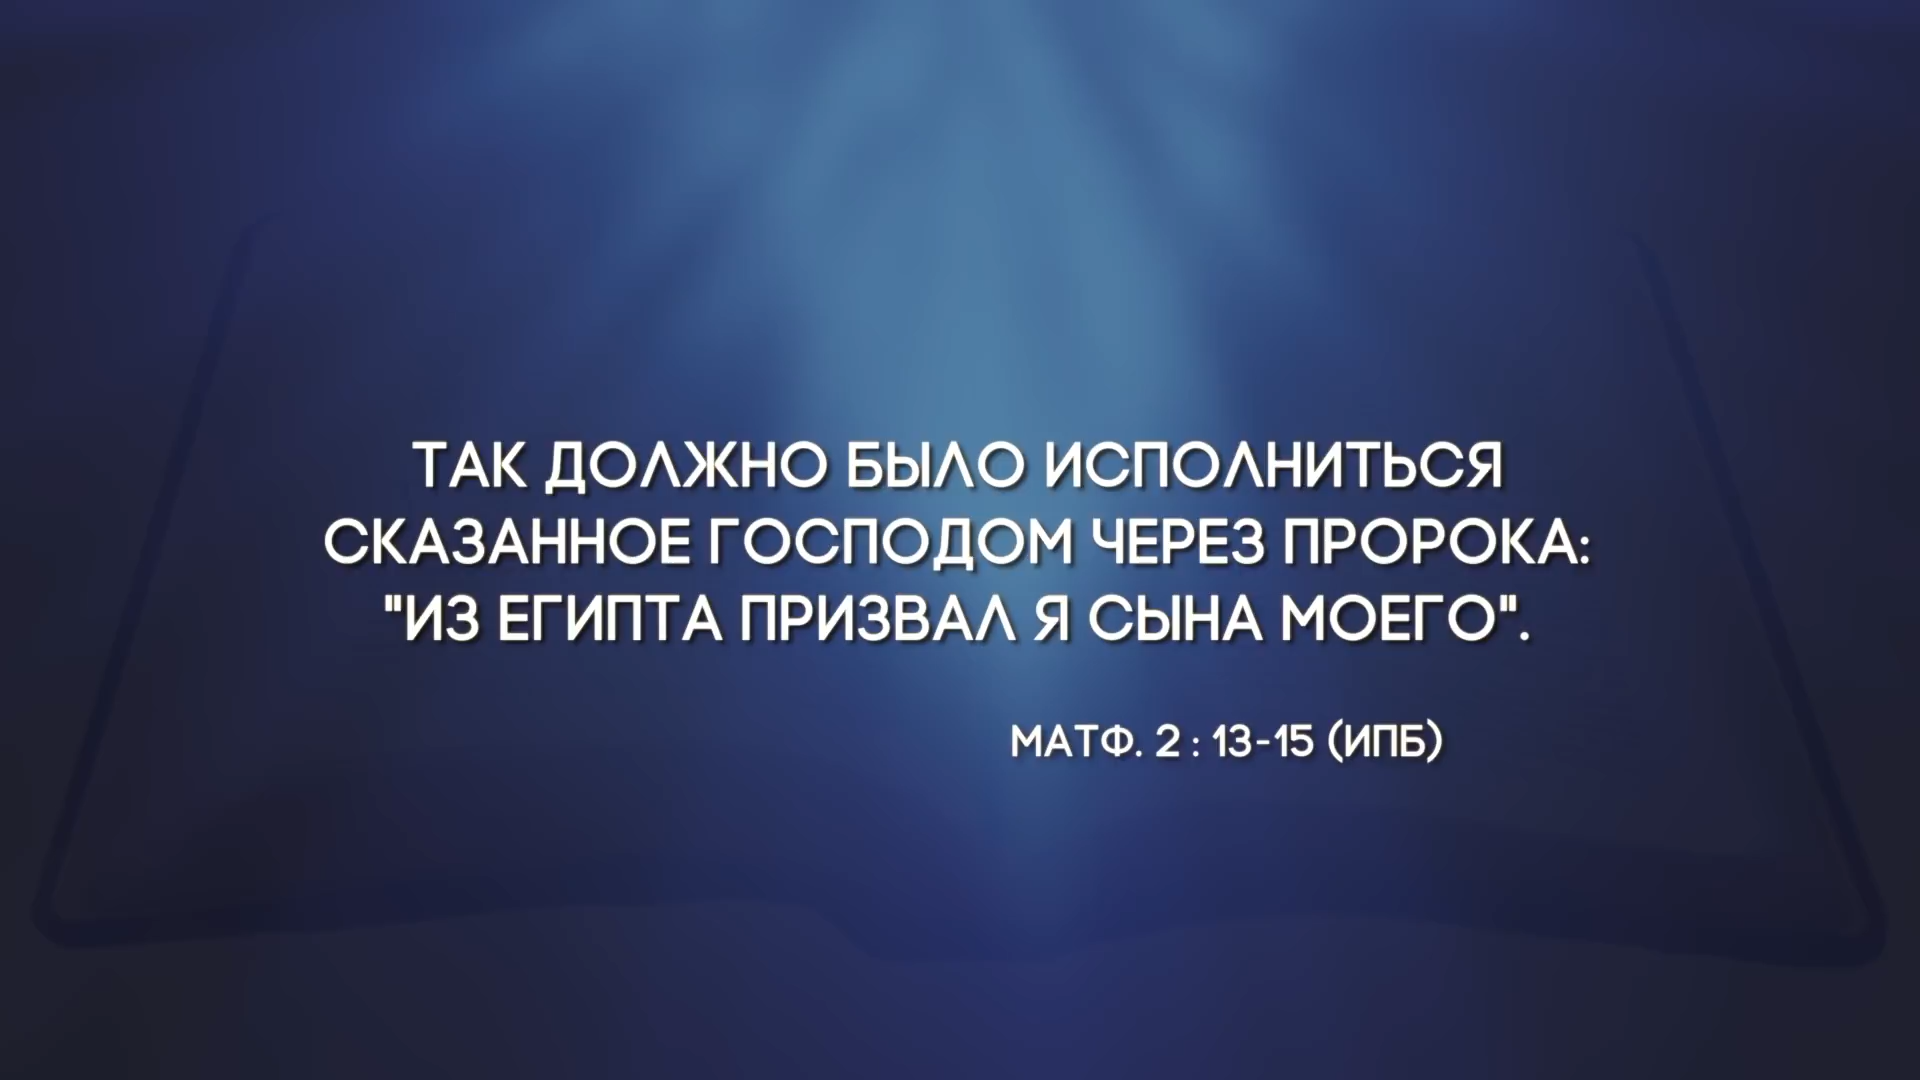 ТАК ДОЛЖНО БЫЛО ИСПОЛНИТЬСЯ
СКАЗАННОЕ ГОСПОДОМ ЧЕРЕЗ ПРОРОКА:
"ИЗ ЕГИПТА ПРИЗВАЛ Я СЫНА МОЕГО".
МАТФ. 2 : 13-15 (ИПБ)